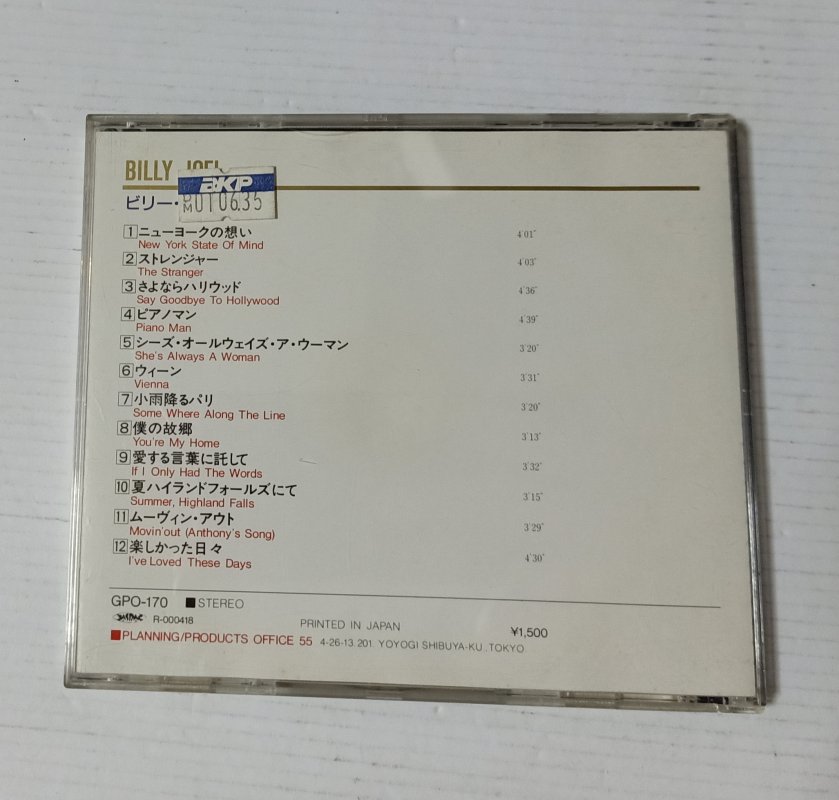 BILLY JOEL
AKP
RM0106.35
ビリー・
1 ニューヨークの想い 4'01"
New York State Of Mind
2 ストレンジャー 4'03"
The Stranger
3 さよならハリウッド 4'36"
Say Goodbye To Hollywood
4 ピアノマン 4'39"
Piano Man
5 シーズ・オールウェイズ・ア・ウーマン 3'20"
She's Always A Woman
6 ウィーン 3'31"
Vienna
7 小雨降るパリ 3'20"
Some Where Along The Line
8 僕の故郷 3'13"
You're My Home
9 愛する言葉に託して 3'32"
If I Only Had The Words
10 夏ハイランドフォールズにて 3'15"
Summer, Highland Falls
11 ムーヴィン・アウト 3'29"
Movin'out (Anthony's Song)
12 楽しかった日々 4'30"
I've Loved These Days
GPO-170 ■STEREO
R-000418 PRINTED IN JAPAN ¥1,500
■PLANNING/PRODUCTS OFFICE 55 4-26-13.201. YOYOGI SHIBUYA-KU.,TOKYO